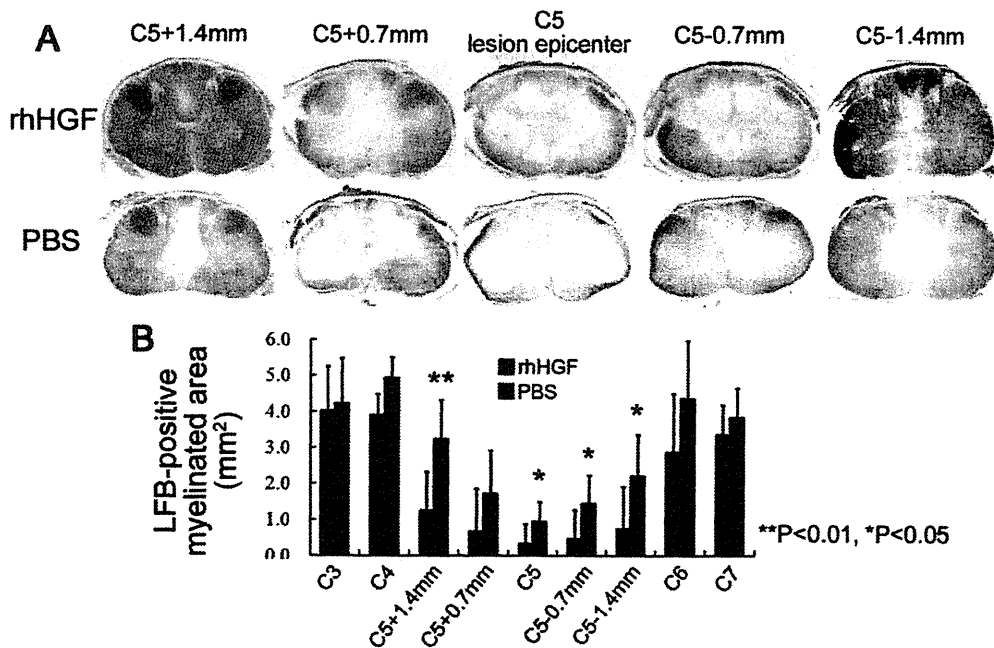 A
C5+1.4mm
C5+0.7mm
C5
lesion epicenter
C5-0.7mm
C5-1.4mm
rhHGF
PBS
B
LFB-positive
myelinated area
(mm²)
6.0
5.0
4.0
3.0
2.0
1.0
0.0
rhHGF
PBS
**
*
*
*
**P<0.01, *P<0.05
C3
C4
C5+1.4mm
C5+0.7mm
C5
C5-0.7mm
C5-1.4mm
C6
C7